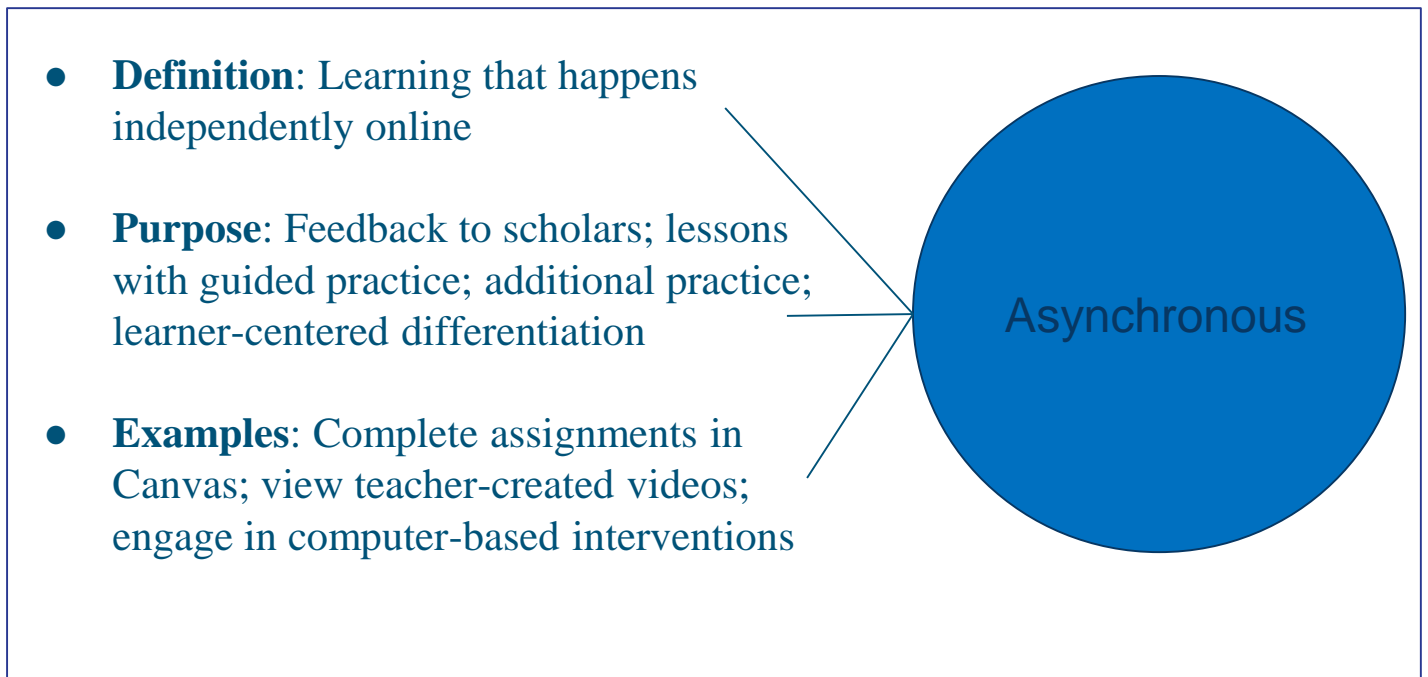 ● Definition: Learning that happens
independently online
● Purpose: Feedback to scholars; lessons
with guided practice; additional practice;
learner-centered differentiation
● Examples: Complete assignments in
Canvas; view teacher-created videos;
engage in computer-based interventions
Asynchronous